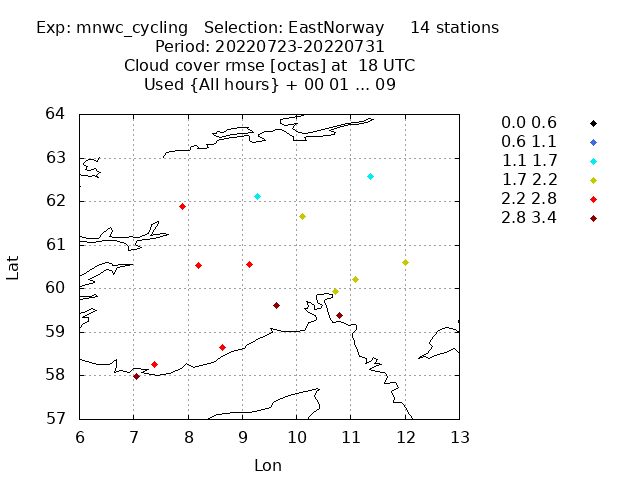 Exp: mnwc_cycling   Selection: EastNorway     14 stations
Period: 20220723-20220731
Cloud cover rmse [octas] at  18 UTC
Used {All hours} + 00 01 ... 09
0.0 0.6
0.6 1.1
1.1 1.7
1.7 2.2
2.2 2.8
2.8 3.4
64
63
62
61
60
59
58
57
Lat
6 7 8 9 10 11 12 13
Lon